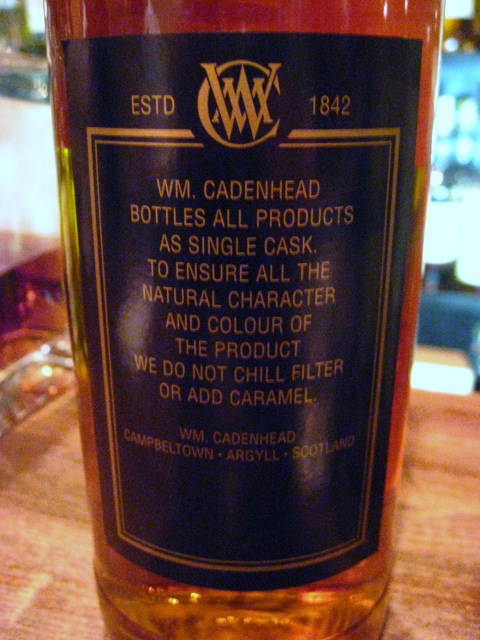 ESTD WC 1842
WM. CADENHEAD
BOTTLES ALL PRODUCTS
AS SINGLE CASK.
TO ENSURE ALL THE
NATURAL CHARACTER
AND COLOUR OF
THE PRODUCT
WE DO NOT CHILL FILTER
OR ADD CARAMEL.
WM. CADENHEAD
CAMPBELTOWN · ARGYLL · SCOTLAND